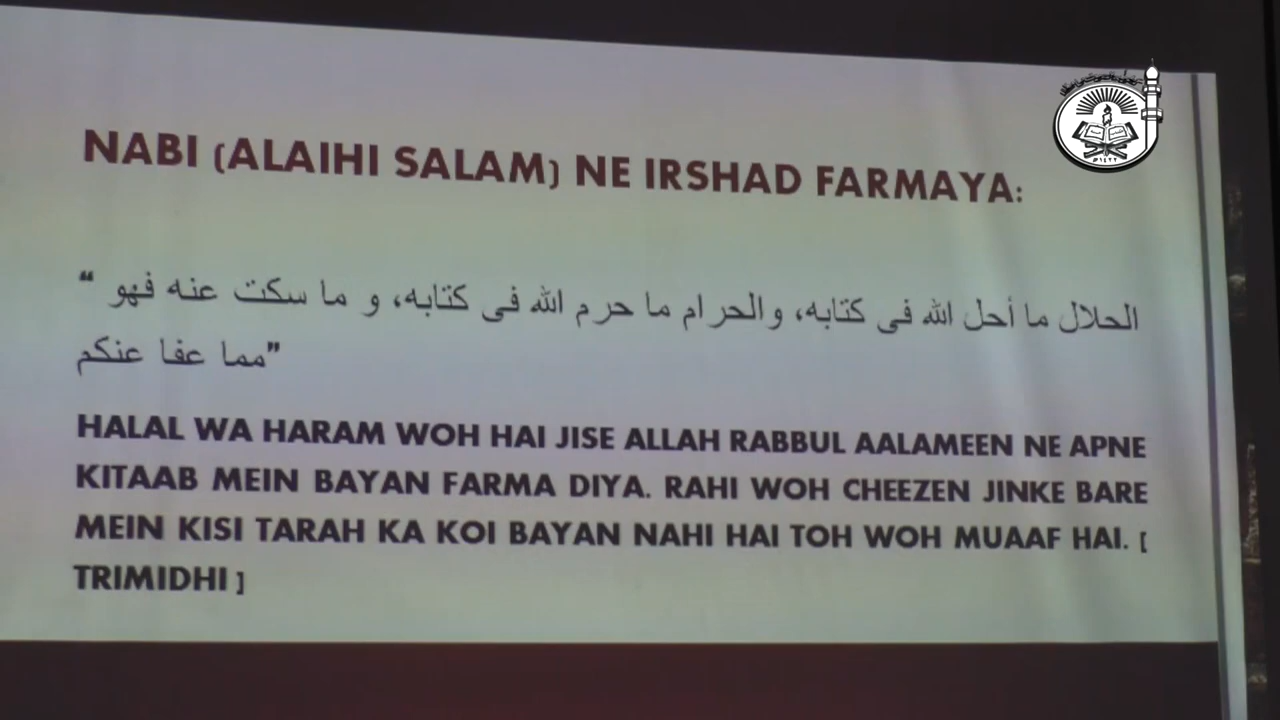 NABI (ALAIHI SALAM) NE IRSHAD FARMAYA:
الحلال ما أحل الله فى كتابه، والحرام ما حرم الله فى كتابه، و ما سكت عنه فهو “
مما عفا عنكم”
HALAL WA HARAM WOH HAI JISE ALLAH RABBUL AALAMEEN NE APNE
KITAAB MEIN BAYAN FARMA DIYA. RAHI WOH CHEEZEN JINKE BARE
MEIN KISI TARAH KA KOI BAYAN NAHI HAI TOH WOH MUAAF HAI. [
TRIMIDHI ]